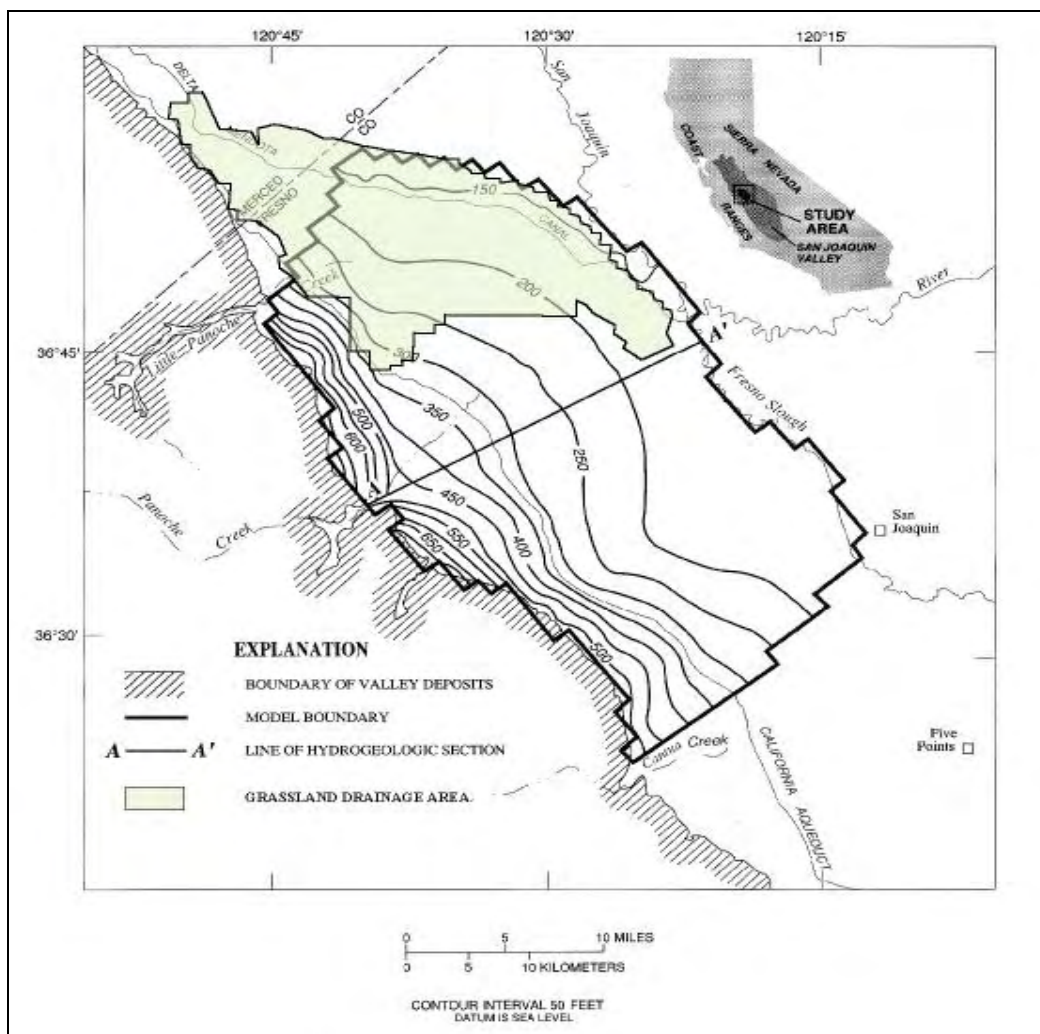 120°45'
120°30'
120°15'
DELTA
MENDOTA
CANAL
San
Joaquin
River
COAST
RANGES
SIERRA NEVADA
STUDY
AREA
SAN JOAQUIN
VALLEY
MERCED
FRESNO
150
200
Creek
Little Panoche
36°45'
A'
Fresno Slough
300
350
500
600
250
A
450
400
550
650
San
Joaquin
Panoche
Creek
36°30'
500
EXPLANATION
BOUNDARY OF VALLEY DEPOSITS
MODEL BOUNDARY
A A' LINE OF HYDROGEOLOGIC SECTION
GRASSLAND DRAINAGE AREA.
Cantua Creek
CALIFORNIA AQUEDUCT
Five
Points
0 5 10 MILES
0 5 10 KILOMETERS
CONTOUR INTERVAL 50 FEET
DATUM IS SEA LEVEL